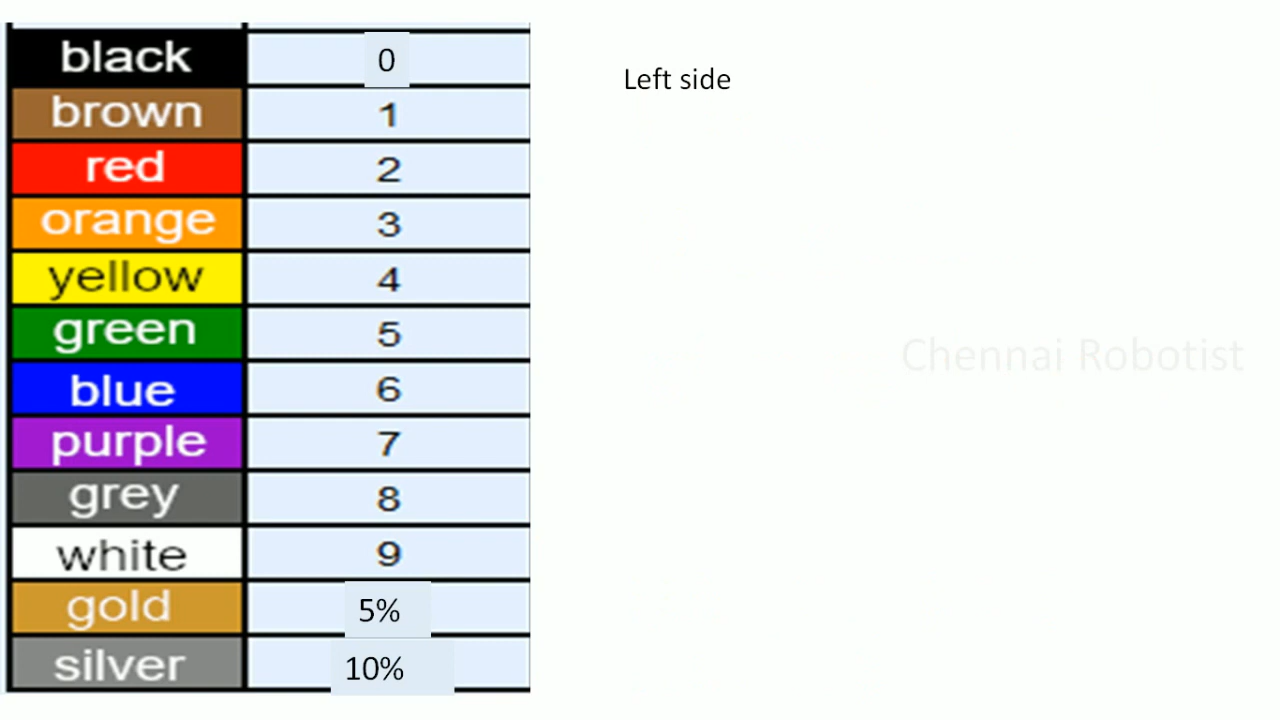 black 0
Left side
brown 1
red 2
orange 3
yellow 4
green 5
blue 6
purple 7
grey 8
white 9
gold 5%
silver 10%
Chennai Robotist